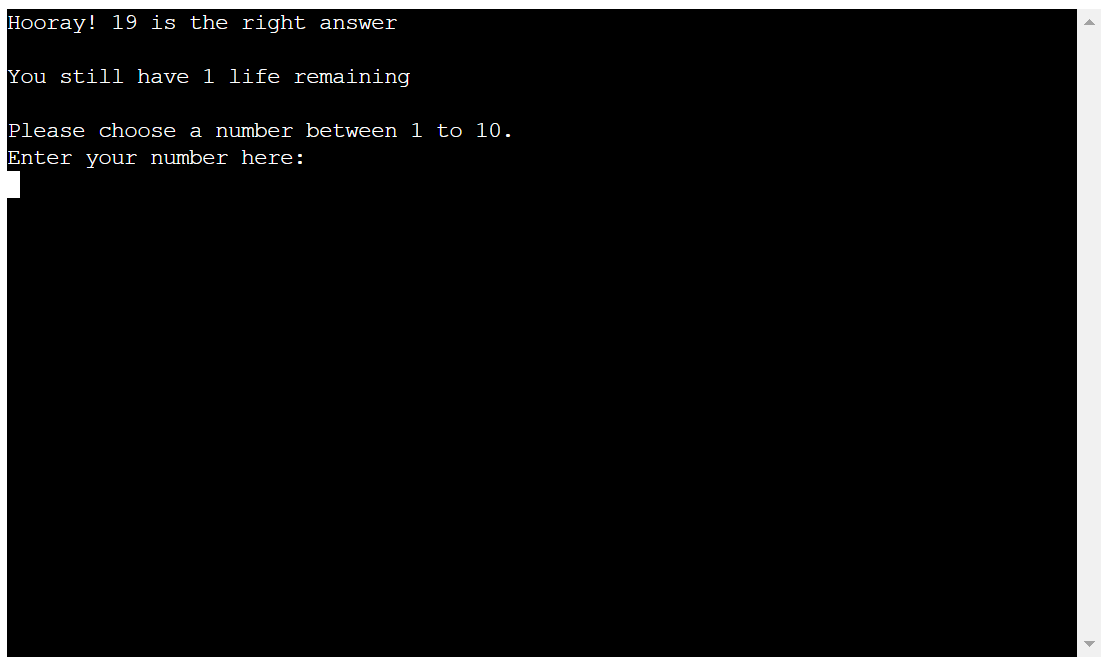 Hooray! 19 is the right answer
You still have 1 life remaining
Please choose a number between 1 to 10.
Enter your number here: